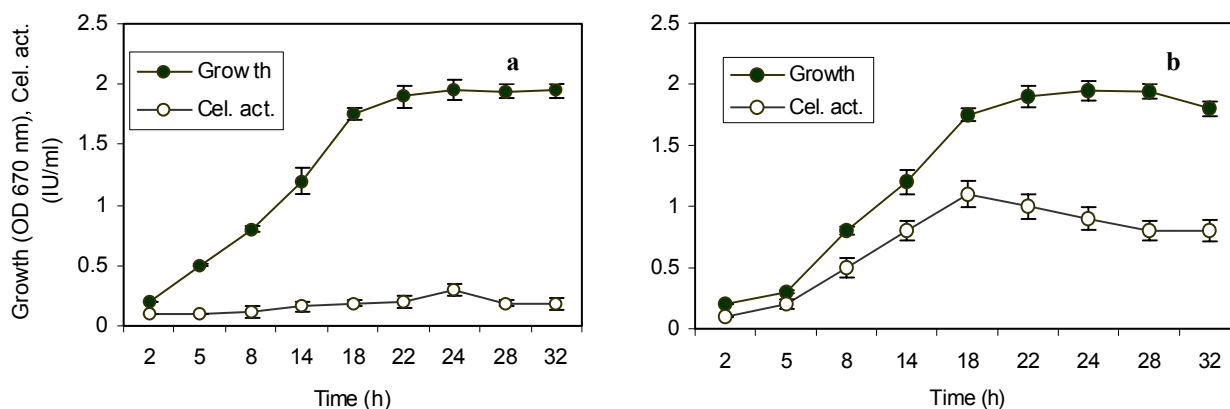 Growth (OD 670 nm), Cel. act.
(IU/ml)
2.5
2
1.5
1
0.5
0
Growth
Cel. act.
a
2 5 8 14 18 22 24 28 32
Time (h)
2.5
2
1.5
1
0.5
0
Growth
Cel. act.
b
2 5 8 14 18 22 24 28 32
Time (h)